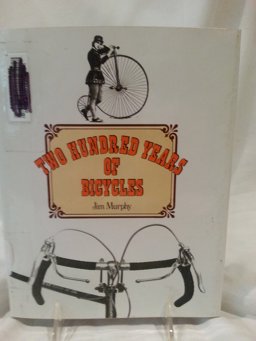 TWO HUNDRED YEARS
OF
BICYCLES
Jim Murphy